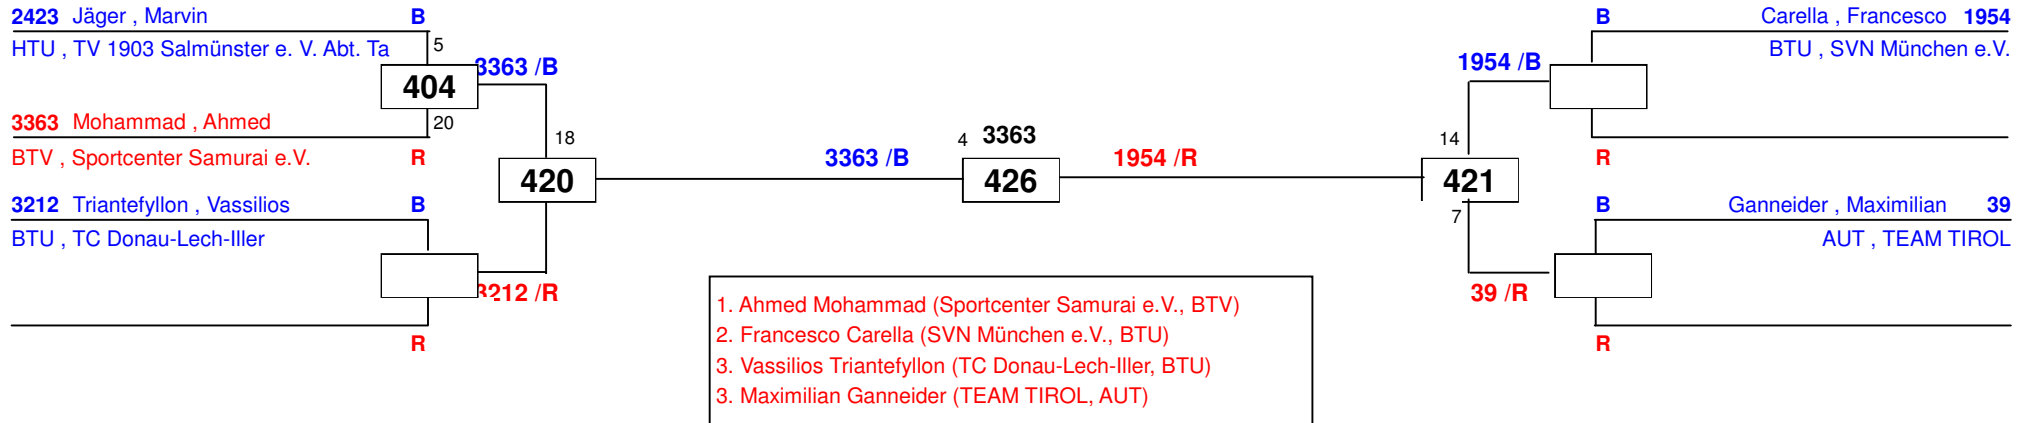 2423 Jäger , Marvin B
HTU , TV 1903 Salmünster e. V. Abt. Ta
5
3363 /B
404
3363 Mohammad , Ahmed
20
BTV , Sportcenter Samurai e.V. R
18
420
3212 Triantefyllon , Vassilios B
BTU , TC Donau-Lech-Iller
3212 /R
R
3363 /B
4 3363
426
1954 /R
B Carella , Francesco 1954
BTU , SVN München e.V.
1954 /B
14
R
421
7
B Ganneider , Maximilian 39
AUT , TEAM TIROL
39 /R
R
1. Ahmed Mohammad (Sportcenter Samurai e.V., BTV)
2. Francesco Carella (SVN München e.V., BTU)
3. Vassilios Triantefyllon (TC Donau-Lech-Iller, BTU)
3. Maximilian Ganneider (TEAM TIROL, AUT)